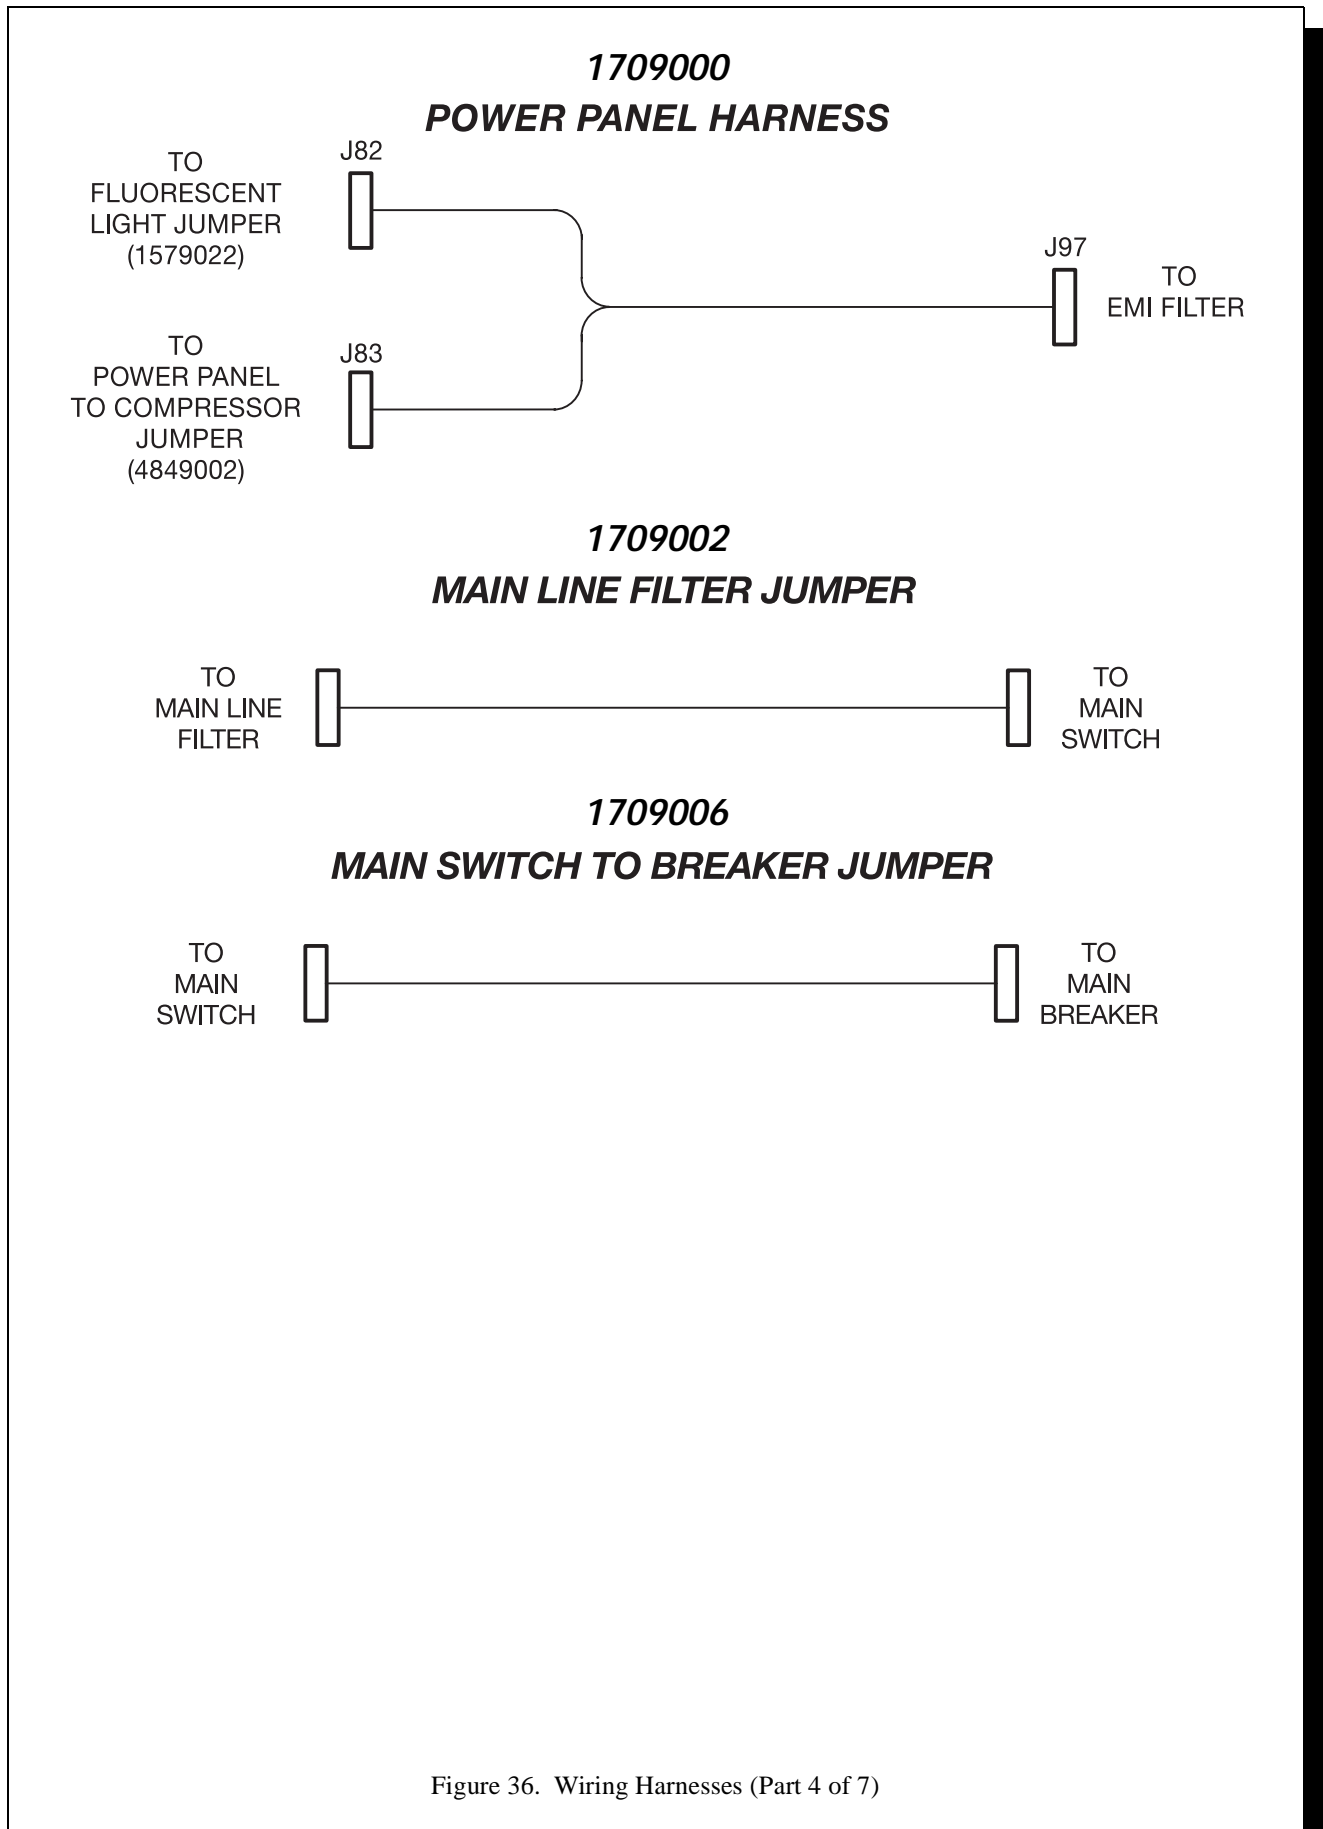 1709000
POWER PANEL HARNESS
J82
TO
FLUORESCENT
LIGHT JUMPER
(1579022)
J97
TO
EMI FILTER
J83
TO
POWER PANEL
TO COMPRESSOR
JUMPER
(4849002)
1709002
MAIN LINE FILTER JUMPER
TO
MAIN LINE
FILTER
TO
MAIN
SWITCH
1709006
MAIN SWITCH TO BREAKER JUMPER
TO
MAIN
SWITCH
TO
MAIN
BREAKER
Figure 36. Wiring Harnesses (Part 4 of 7)